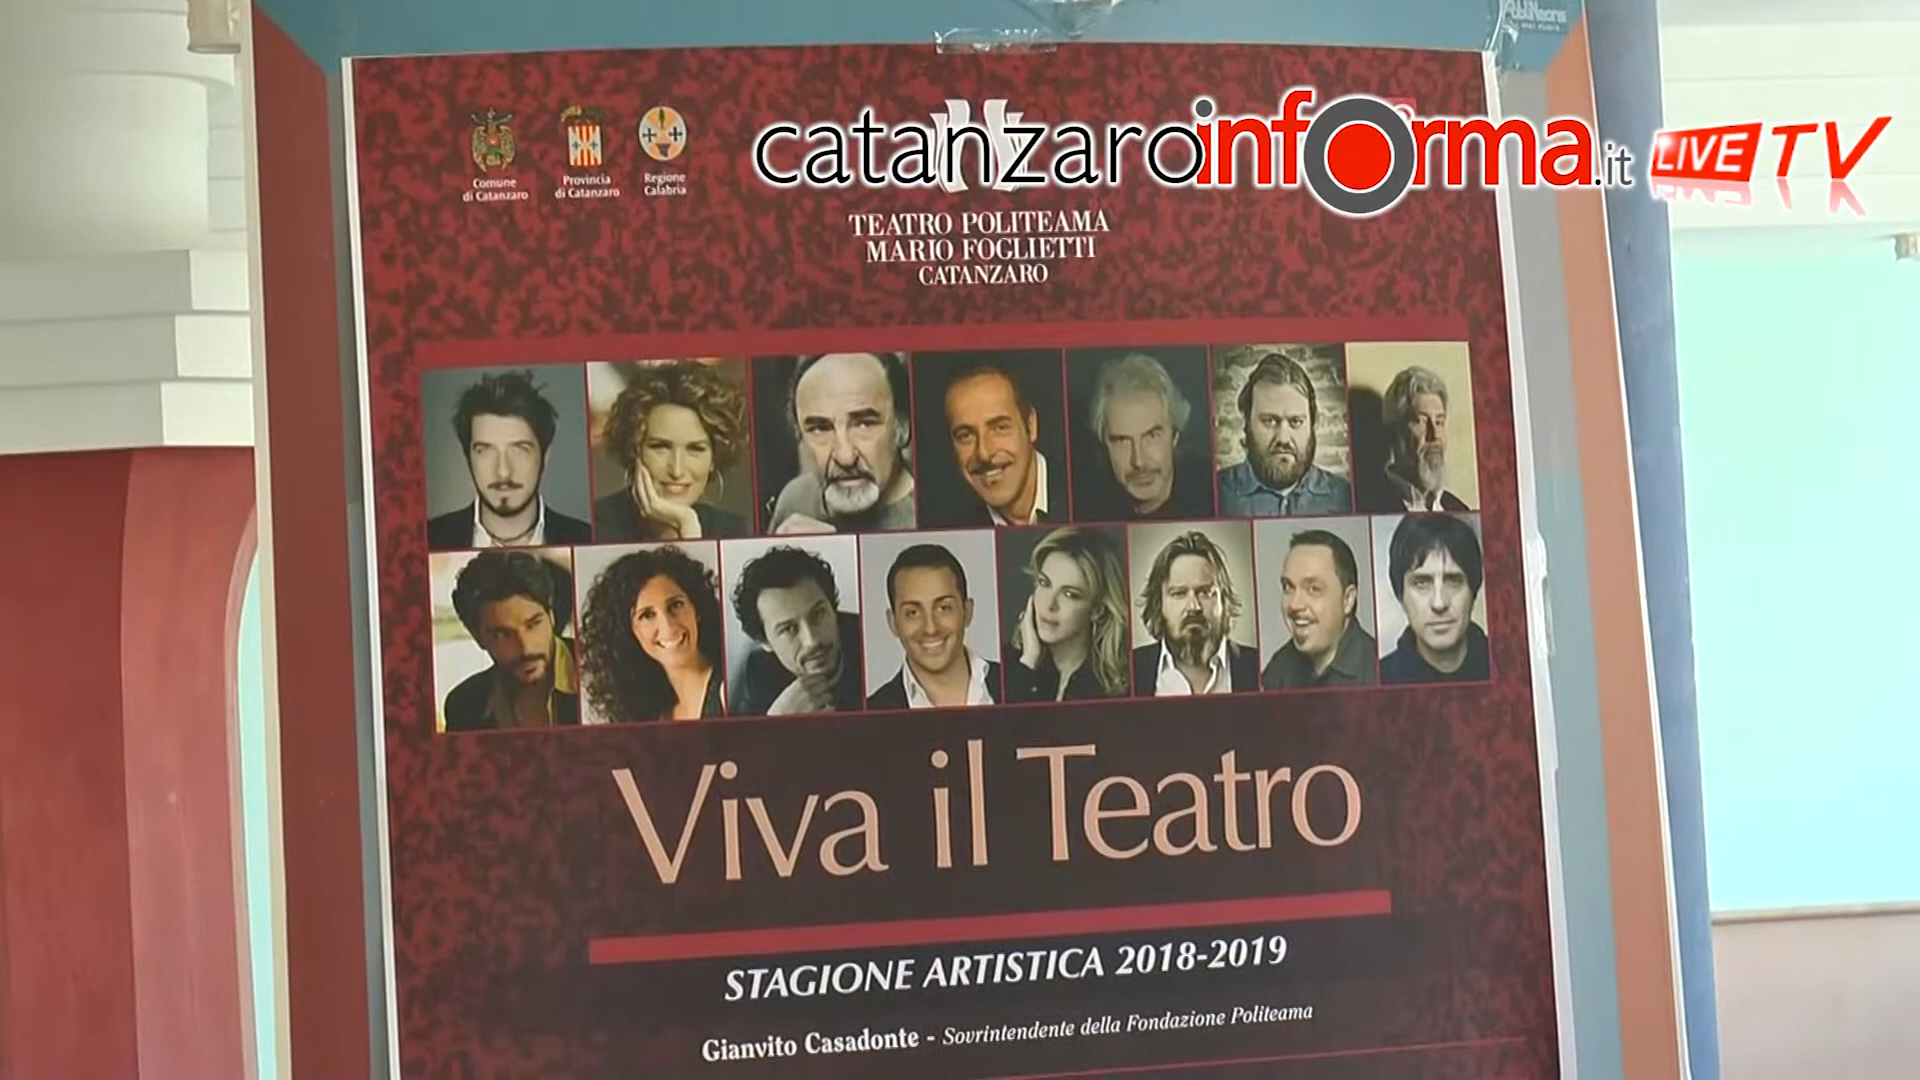 PubliNeons
Comune
di Catanzaro
Provincia
di Catanzaro
Regione
Calabria
catanzaroinforma.it LIVE TV
TEATRO POLITEAMA
MARIO FOGLIETTI
CATANZARO
Viva il Teatro
STAGIONE ARTISTICA 2018-2019
Gianvito Casadonte - Sovrintendente della Fondazione Politeama